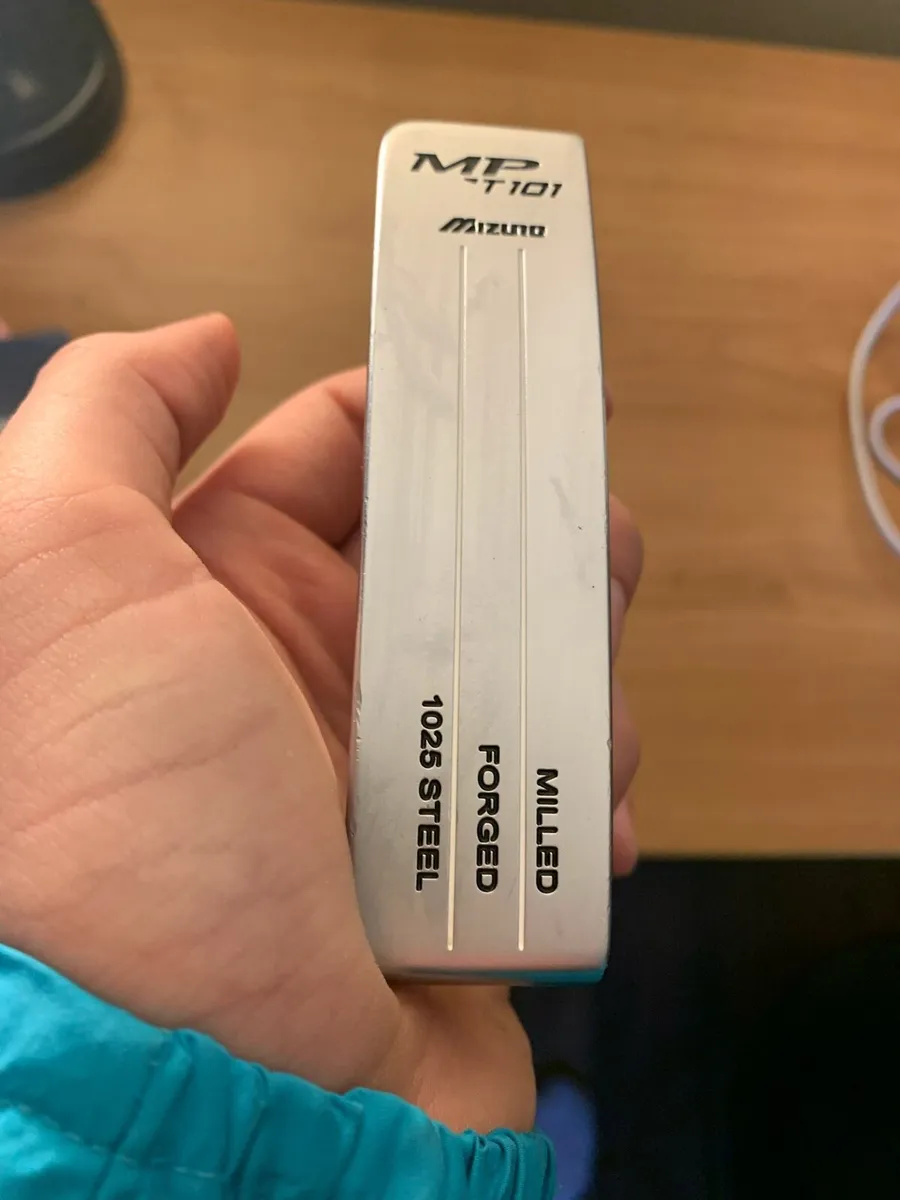 MP
T101
Mizuno
1025 STEEL
FORGED
MILLED